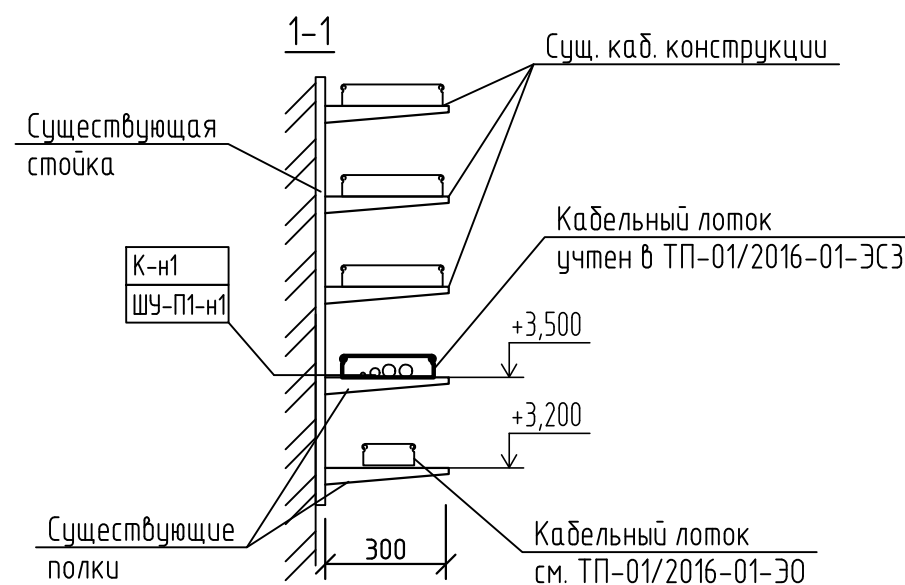 1-1
Сущ. каб. конструкции
Существующая
стойка
Кабельный лоток
учтен в ТП-01/2016-01-ЭС3
К-н1
ШУ-П1-н1
+3,500
+3,200
Существующие
полки
300
Кабельный лоток
см. ТП-01/2016-01-ЭО